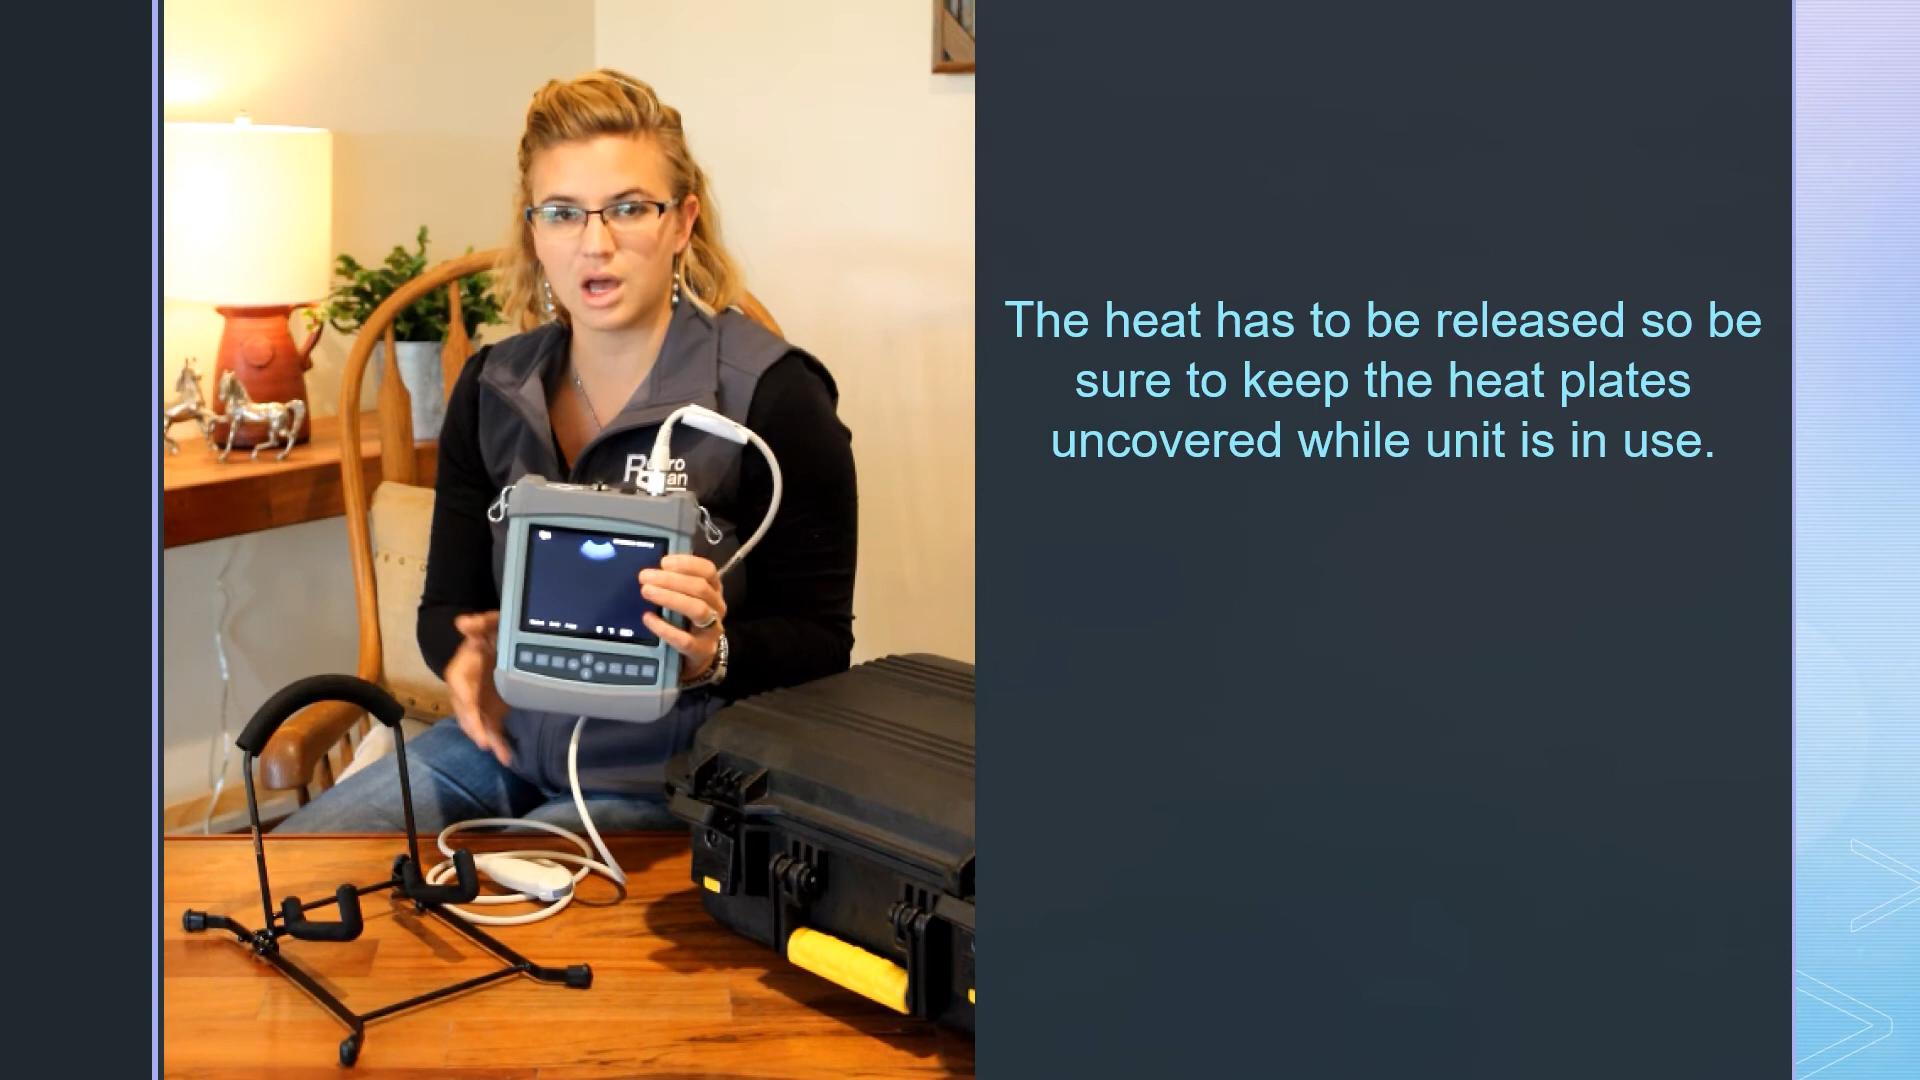 The heat has to be released so be
sure to keep the heat plates
uncovered while unit is in use.